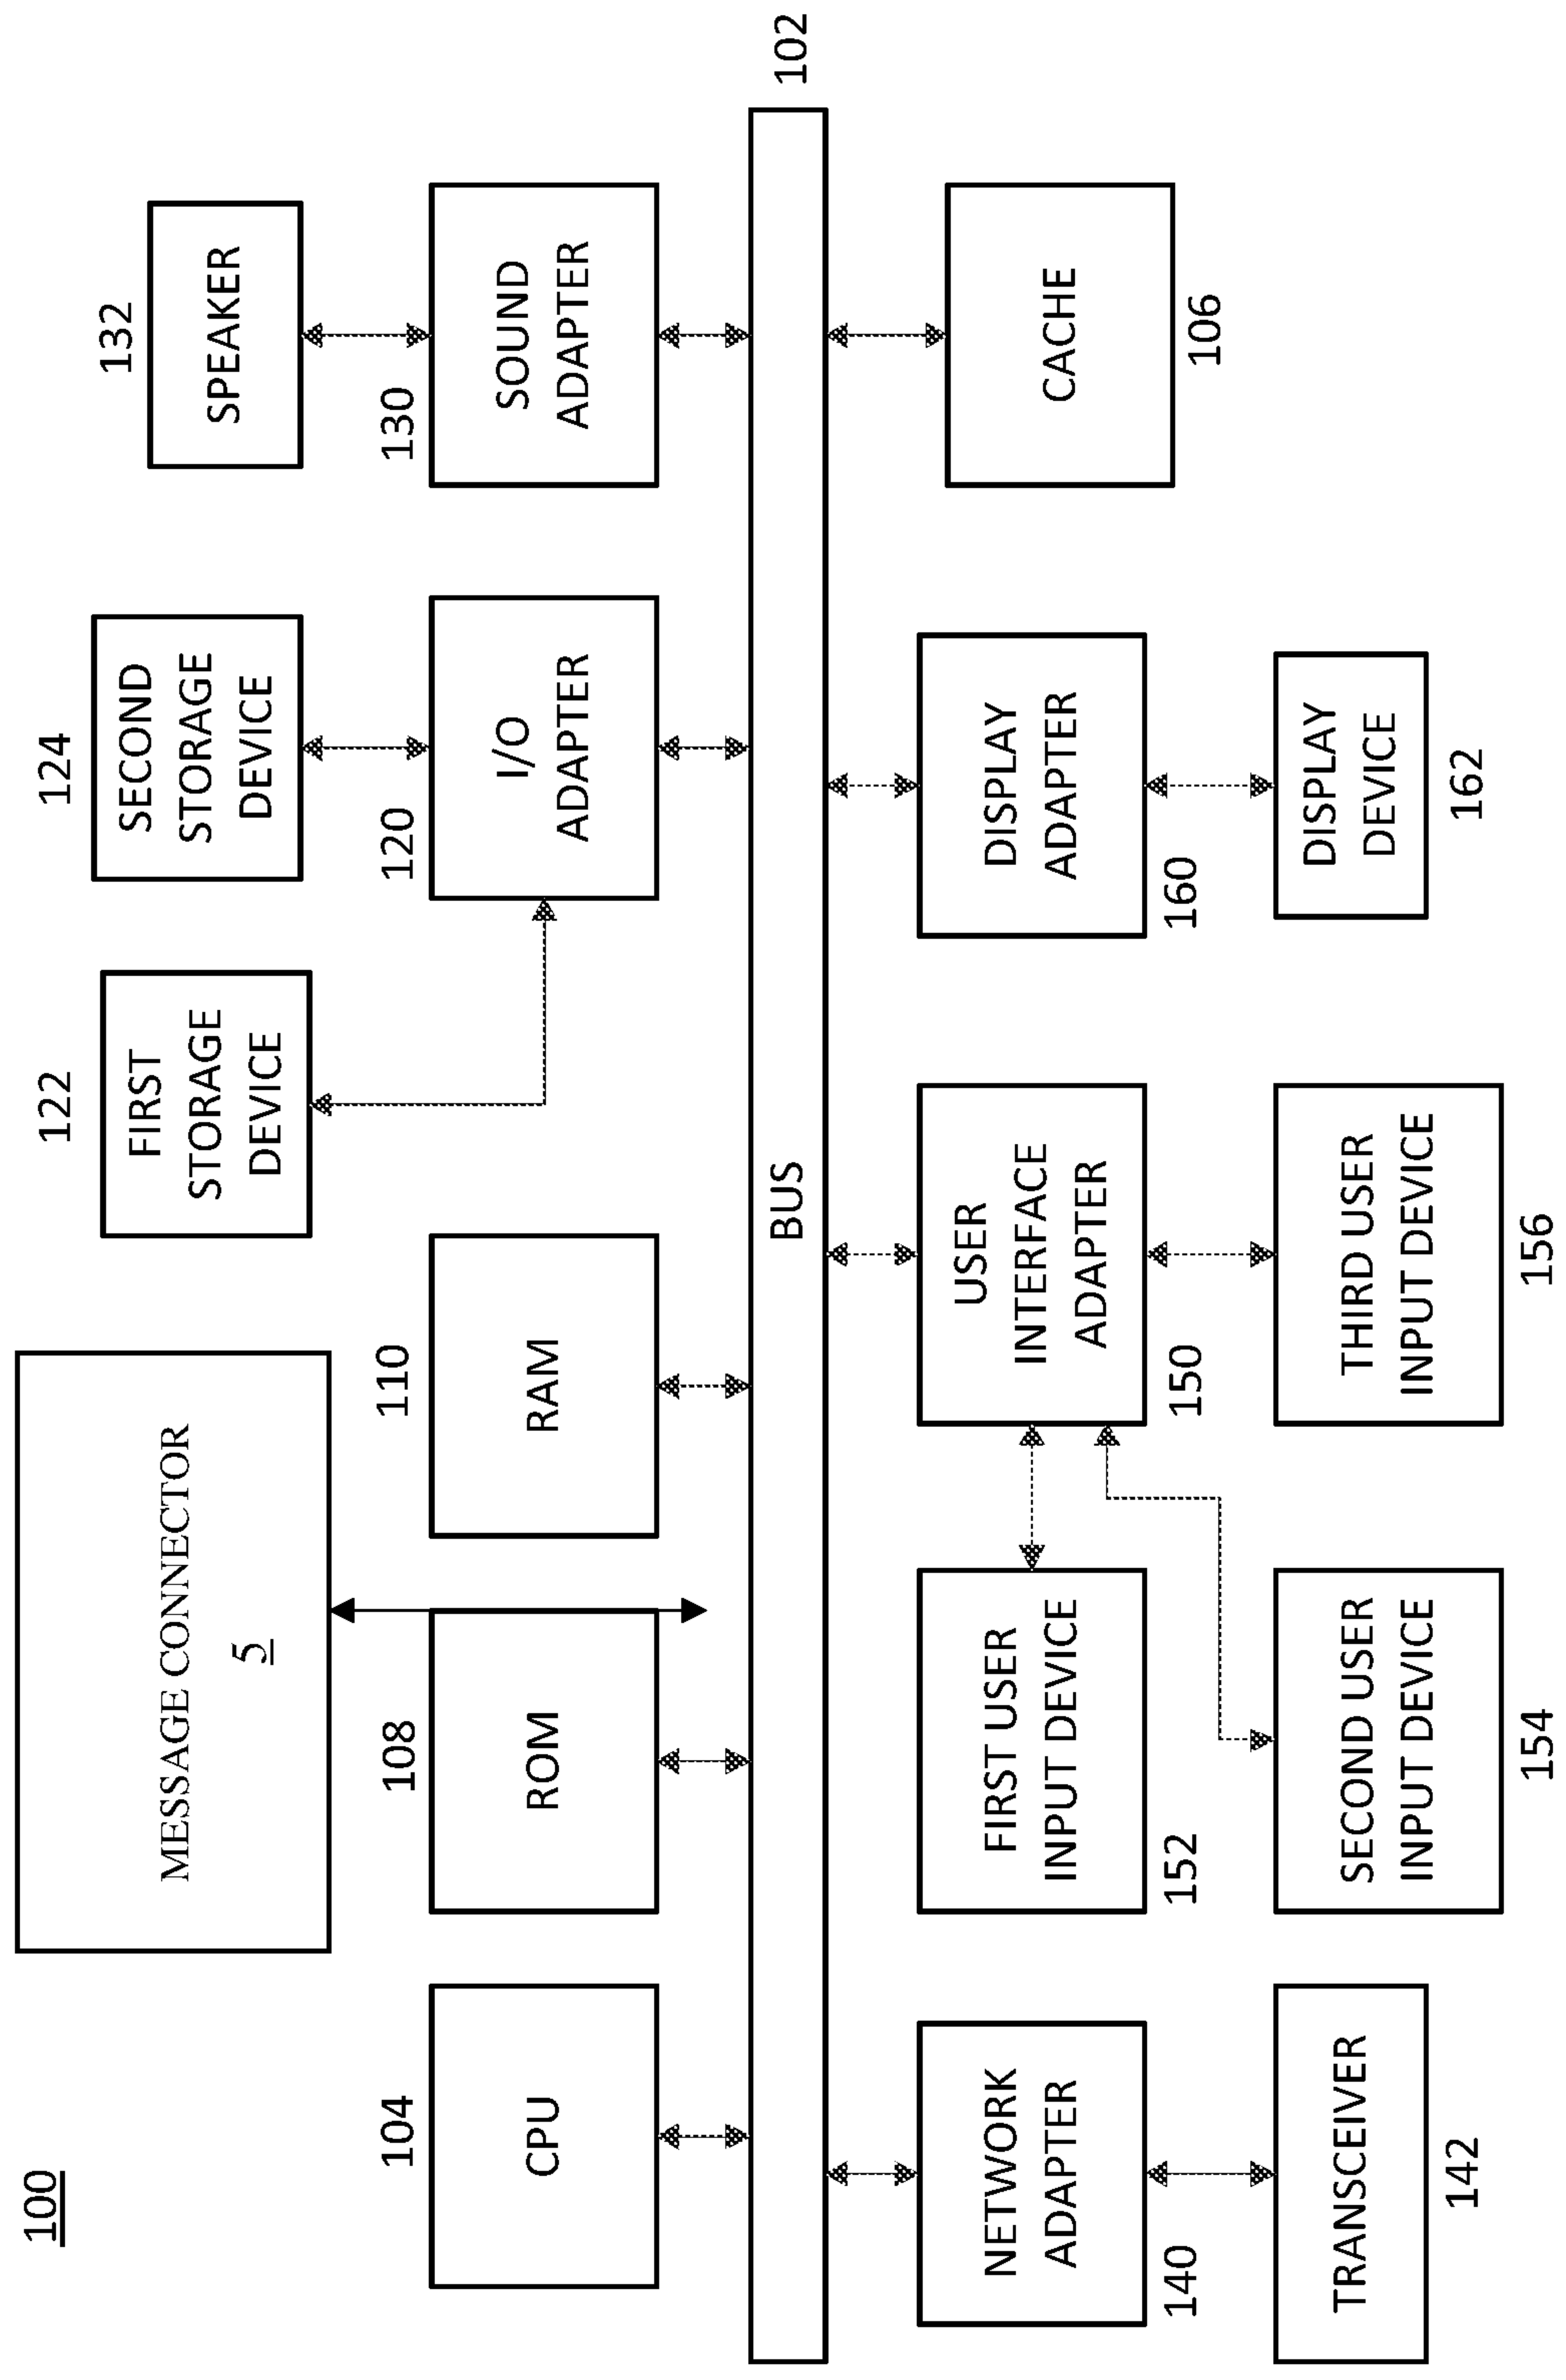 100
MESSAGE CONNECTOR
5
122
FIRST
STORAGE
DEVICE
124
SECOND
STORAGE
DEVICE
132
SPEAKER
104
CPU
108
ROM
110
RAM
120
I/O
ADAPTER
130
SOUND
ADAPTER
BUS
102
NETWORK
ADAPTER
140
FIRST USER
INPUT DEVICE
152
USER
INTERFACE
ADAPTER
150
DISPLAY
ADAPTER
160
CACHE
106
TRANSCEIVER
142
SECOND USER
INPUT DEVICE
154
THIRD USER
INPUT DEVICE
156
DISPLAY
DEVICE
162